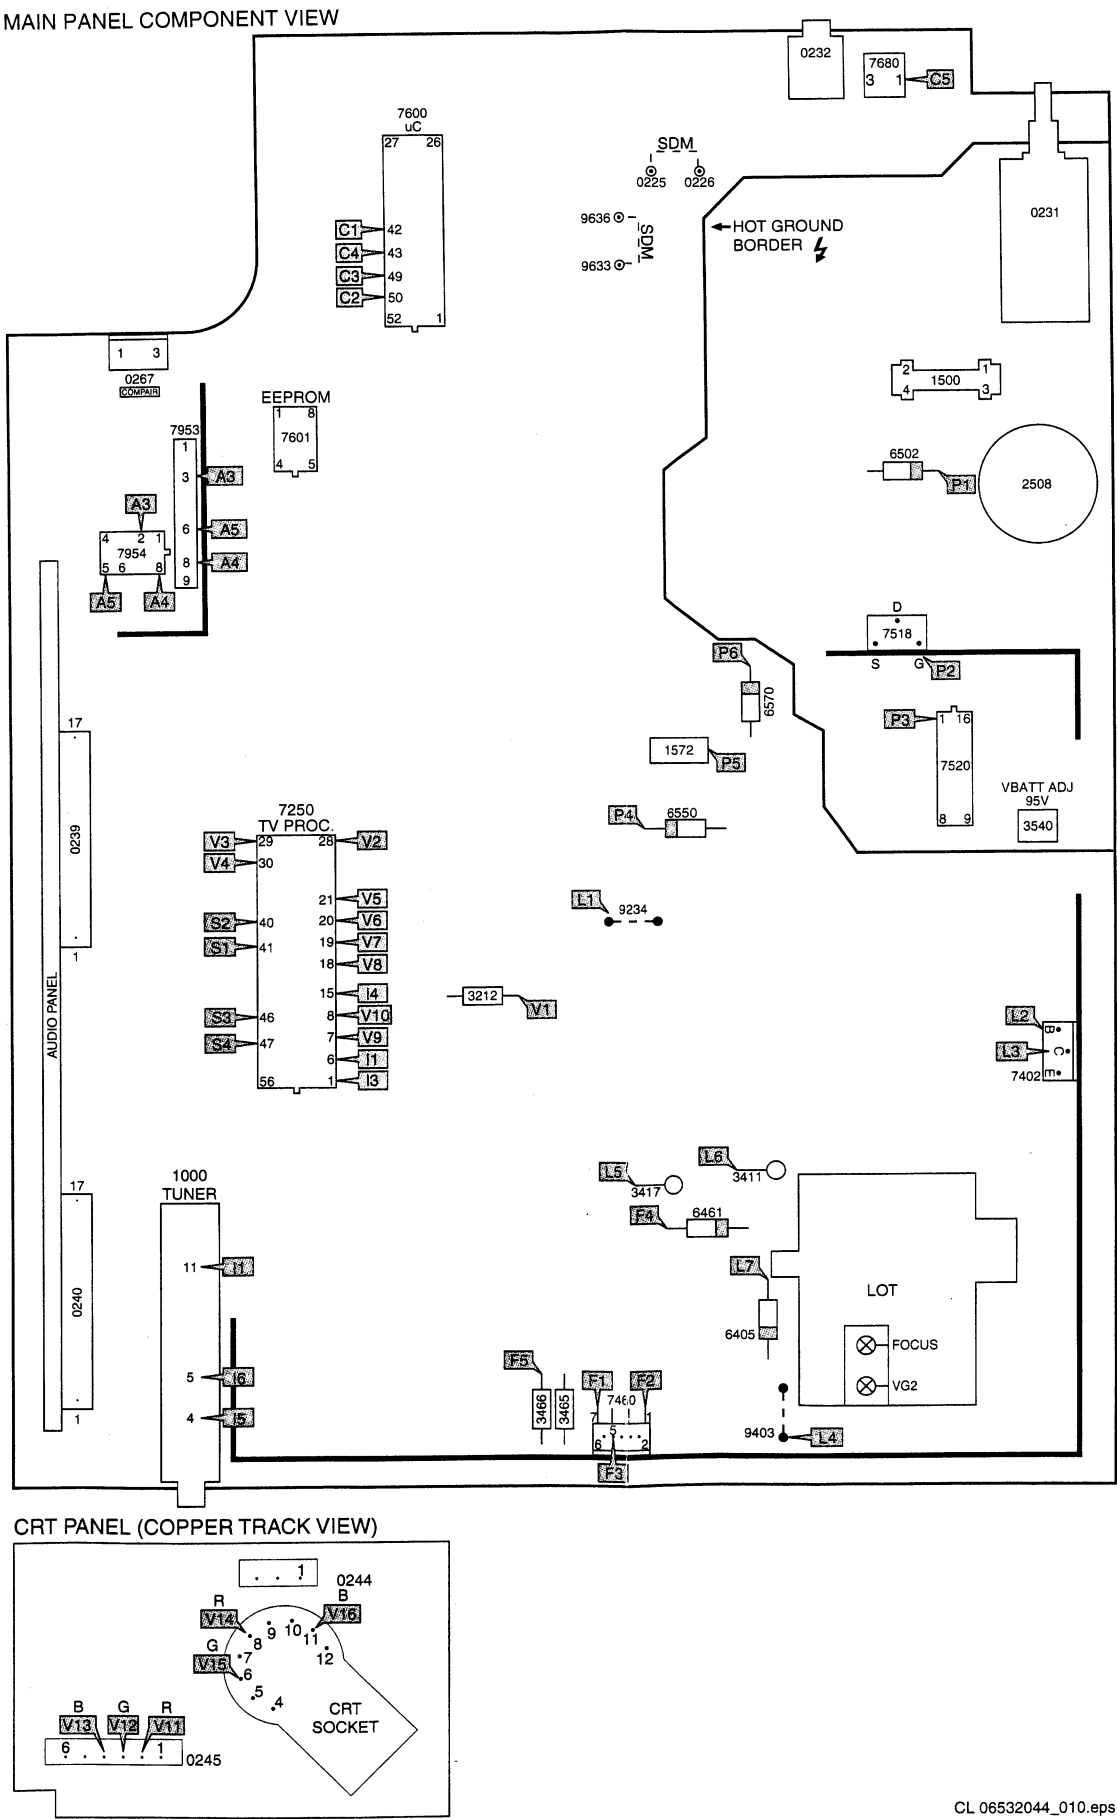 MAIN PANEL COMPONENT VIEW
0232
7680
3 1 C5
7600
uC
27 26
SDM
0225 0226
0231
C1 42
C4 43
C3 49
C2 50
52 1
9636
SDM
9633
HOT GROUND
BORDER
1 3
0267
COMPAIR
2 1
1500
4 3
EEPROM
1 8
7601
4 5
7953
1
3 A3
6 A5
8 A4
9
A3
4 2 1
7954
5 6 8
A5 A4
6502
P1
2508
D
7518
S G P2
P6
6570
P3 1 16
7520
8 9
1572 P5
VBATT ADJ
95V
3540
P4 6550
17
0239
1
AUDIO PANEL
7250
TV PROC.
V3 29 28 V2
V4 30
21 V5
S2 40 20 V6
S1 41 19 V7
18 V8
15 I4
S3 46 8 V10
S4 47 7 V9
6 I1
56 1 I3
L1 9234
3212 V1
L2 B
L3 C
7402 E
1000
TUNER
17
0240
1
11 I1
5 I6
4 I5
L5 3417
L6 3411
F4 6461
L7
6405
LOT
FOCUS
VG2
F5
3466 3465
F1 7460 F2
7 5 1
6 2
F3
9403 L4
CRT PANEL (COPPER TRACK VIEW)
1
0244
R B
V14 V16
9 10 11
8 12
G
V15 7
6
5 4
CRT
SOCKET
B G R
V13 V12 V11
6 1 0245
CL 06532044_010.eps